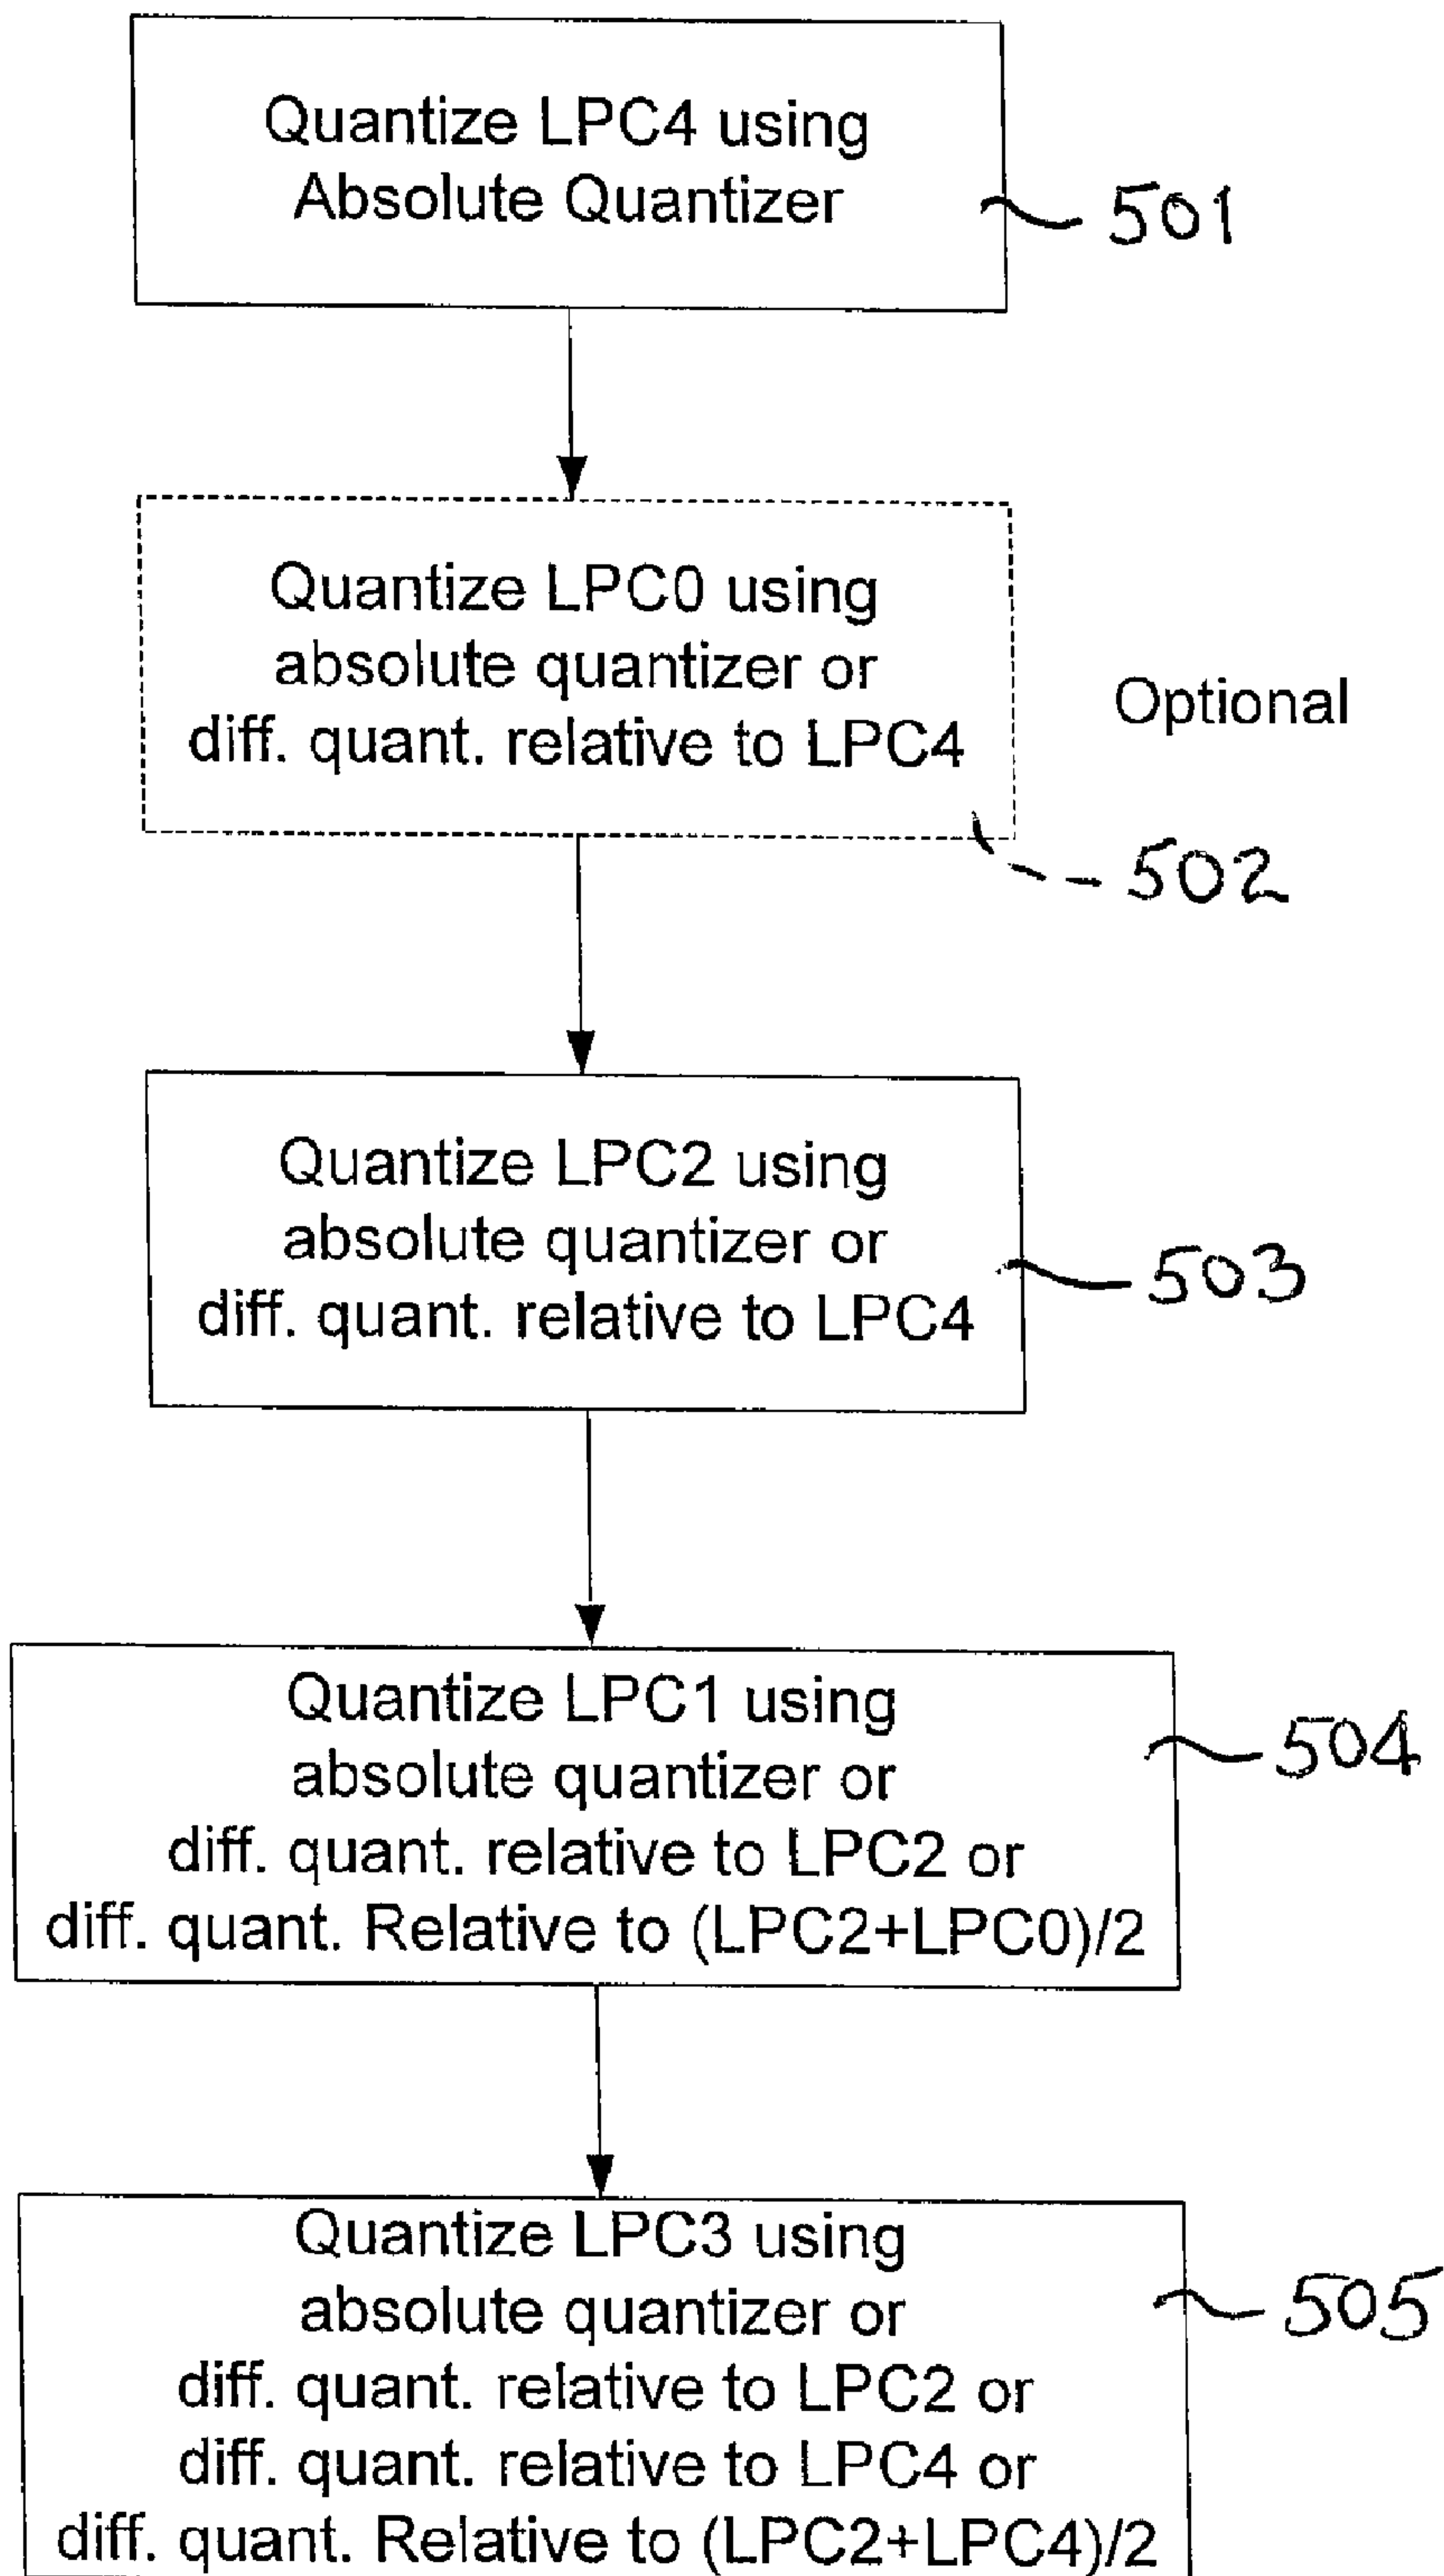 Quantize LPC4 using
Absolute Quantizer
501
Quantize LPC0 using
absolute quantizer or
diff. quant. relative to LPC4
Optional
502
Quantize LPC2 using
absolute quantizer or
diff. quant. relative to LPC4
503
Quantize LPC1 using
absolute quantizer or
diff. quant. relative to LPC2 or
diff. quant. Relative to (LPC2+LPC0)/2
504
Quantize LPC3 using
absolute quantizer or
diff. quant. relative to LPC2 or
diff. quant. relative to LPC4 or
diff. quant. Relative to (LPC2+LPC4)/2
505